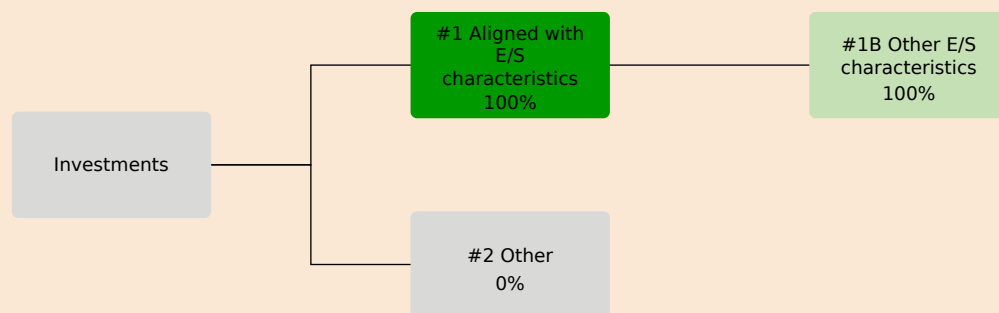 #1 Aligned with
E/S
characteristics
100%
#1B Other E/S
characteristics
100%
Investments
#2 Other
0%